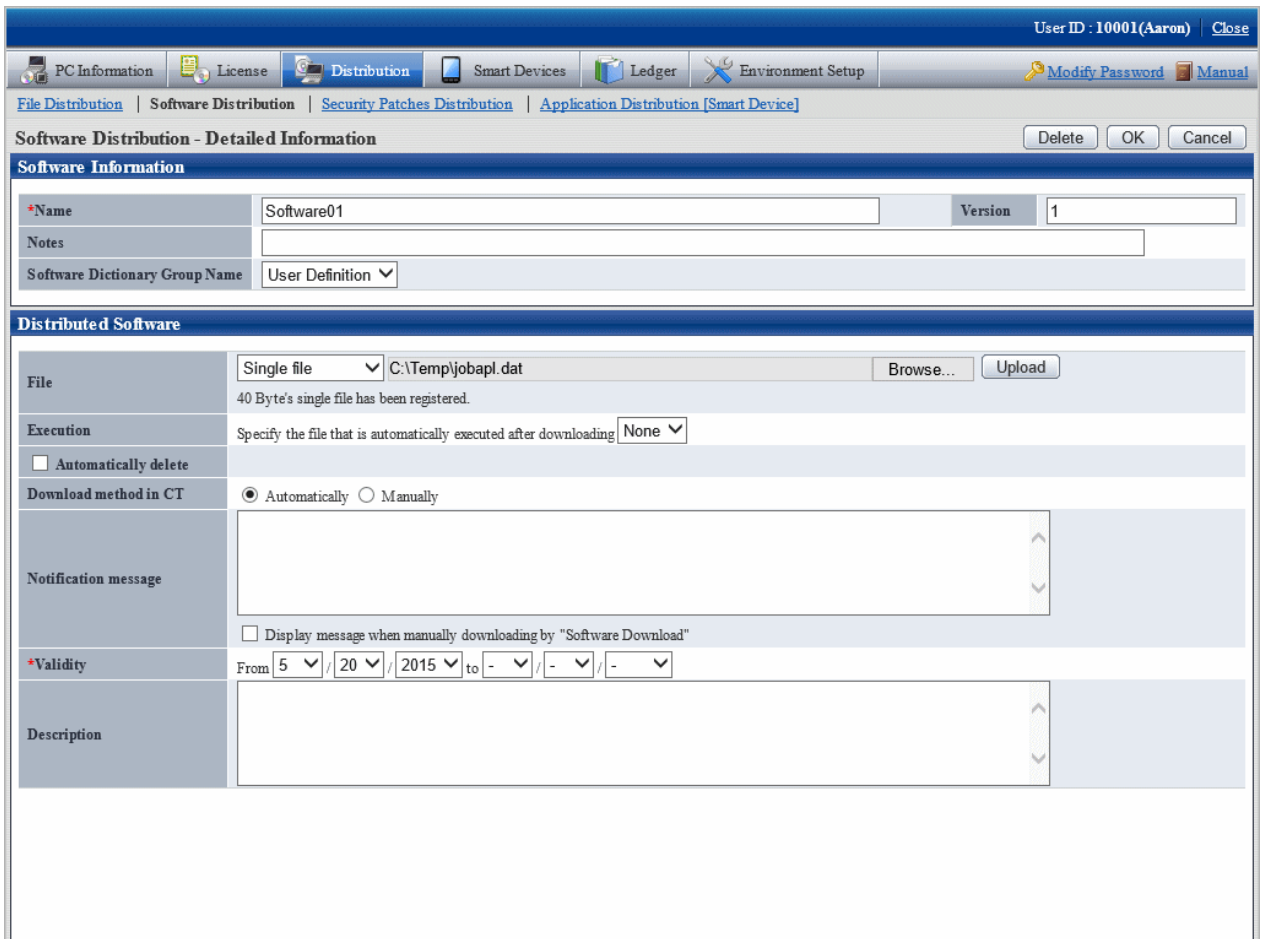 User ID : 10001(Aaron) Close
PC Information License Distribution Smart Devices Ledger Environment Setup Modify Password Manual
File Distribution | Software Distribution | Security Patches Distribution | Application Distribution [Smart Device]
Software Distribution - Detailed Information Delete OK Cancel
Software Information
*Name Software01 Version 1
Notes
Software Dictionary Group Name User Definition
Distributed Software
File Single file C:\Temp\jobapl.dat Browse... Upload
40 Byte's single file has been registered.
Execution Specify the file that is automatically executed after downloading None
Automatically delete
Download method in CT Automatically Manually
Notification message
Display message when manually downloading by "Software Download"
*Validity From 5 / 20 / 2015 to - / - / -
Description